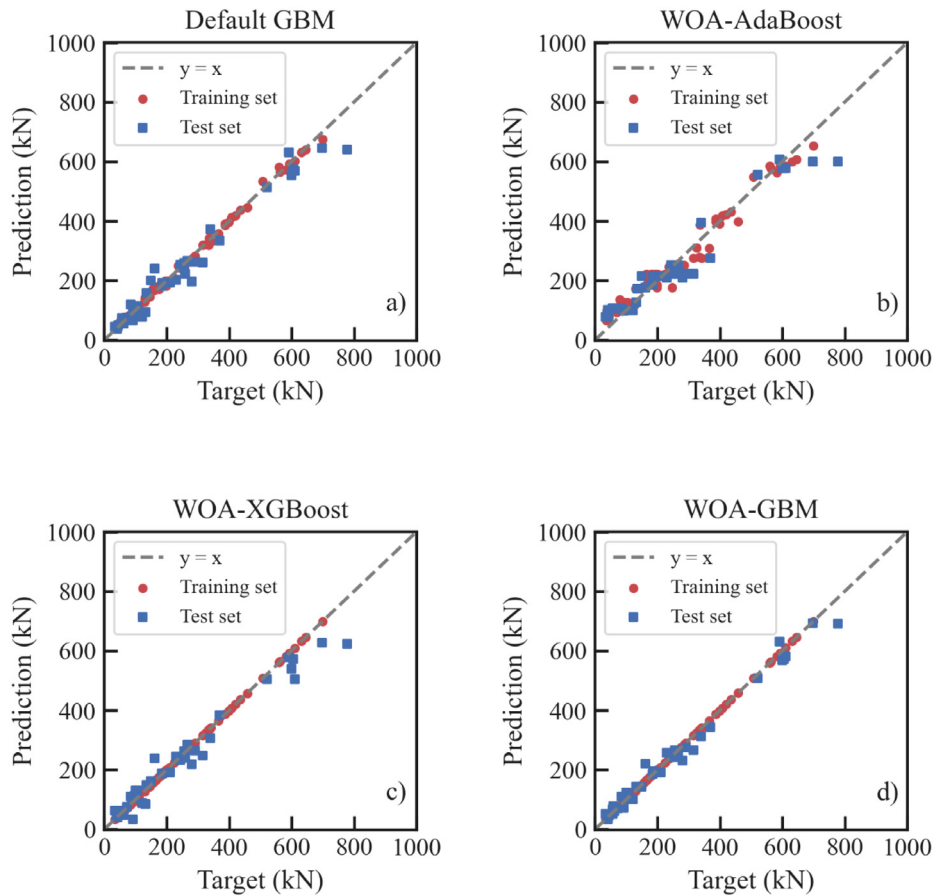 Default GBM
1000
800
600
400
200
0
Prediction (kN)
y = x
Training set
Test set
a)
0 200 400 600 800 1000
Target (kN)
WOA-AdaBoost
1000
800
600
400
200
0
Prediction (kN)
y = x
Training set
Test set
b)
0 200 400 600 800 1000
Target (kN)
WOA-XGBoost
1000
800
600
400
200
0
Prediction (kN)
y = x
Training set
Test set
c)
0 200 400 600 800 1000
Target (kN)
WOA-GBM
1000
800
600
400
200
0
Prediction (kN)
y = x
Training set
Test set
d)
0 200 400 600 800 1000
Target (kN)